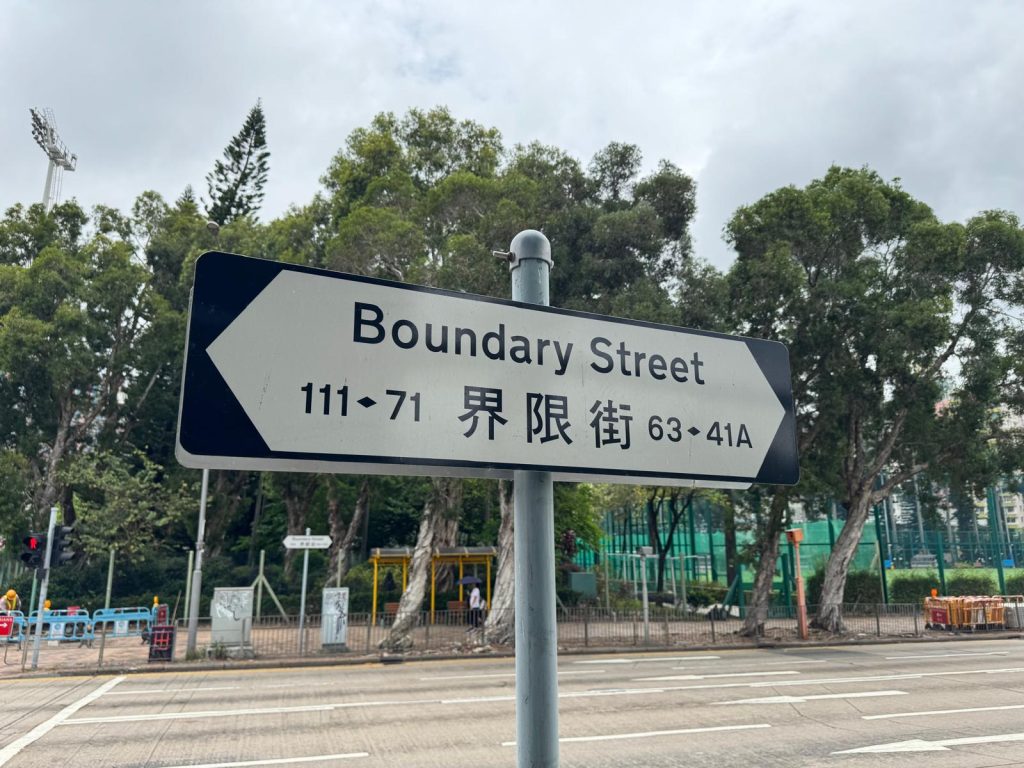 Boundary Street
111 71 界限街 63 41A